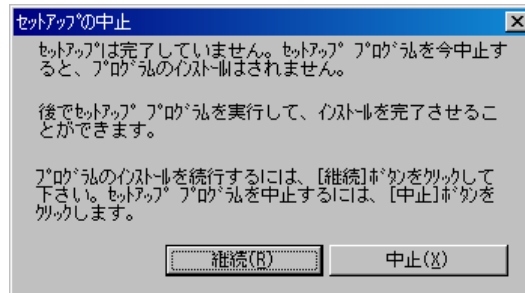 ｾｯﾄｱｯﾌﾟの中止
ｾｯﾄｱｯﾌﾟは完了していません。ｾｯﾄｱｯﾌﾟ ﾌﾟﾛｸﾞﾗﾑを今中止す
ると、ﾌﾟﾛｸﾞﾗﾑのｲﾝｽﾄｰﾙはされません。
後でｾｯﾄｱｯﾌﾟ ﾌﾟﾛｸﾞﾗﾑを実行して、ｲﾝｽﾄｰﾙを完了させるこ
とができます。
ﾌﾟﾛｸﾞﾗﾑのｲﾝｽﾄｰﾙを続行するには、[継続]ﾎﾞﾀﾝをｸﾘｯｸして
下さい。ｾｯﾄｱｯﾌﾟ ﾌﾟﾛｸﾞﾗﾑを中止するには、[中止]ﾎﾞﾀﾝを
ｸﾘｯｸします。
継続(R) 中止(X)